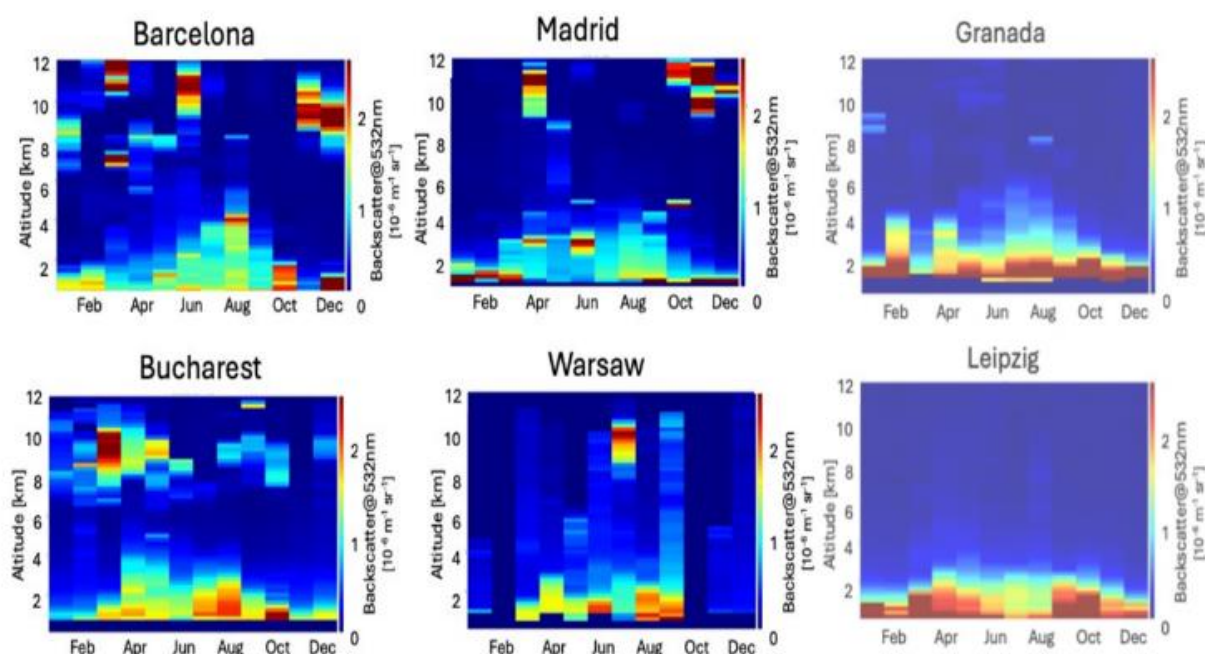 Barcelona
12
10
8
6
4
2
Altitude [km]
Feb Apr Jun Aug Oct Dec
2
1
0
Backscatter@532nm
[10⁻⁶ m⁻¹ sr⁻¹]
Madrid
12
10
8
6
4
2
Altitude [km]
Feb Apr Jun Aug Oct Dec
2
1
0
Backscatter@532nm
[10⁻⁶ m⁻¹ sr⁻¹]
Granada
12
10
8
6
4
2
Altitude [km]
Feb Apr Jun Aug Oct Dec
2
1
0
Backscatter@532nm
[10⁻⁶ m⁻¹ sr⁻¹]
Bucharest
12
10
8
6
4
2
Altitude [km]
Feb Apr Jun Aug Oct Dec
2
1
0
Backscatter@532nm
[10⁻⁶ m⁻¹ sr⁻¹]
Warsaw
12
10
8
6
4
2
Altitude [km]
Feb Apr Jun Aug Oct Dec
2
1
0
Backscatter@532nm
[10⁻⁶ m⁻¹ sr⁻¹]
Leipzig
12
10
8
6
4
2
Altitude [km]
Feb Apr Jun Aug Oct Dec
2
1
0
Backscatter@532nm
[10⁻⁶ m⁻¹ sr⁻¹]